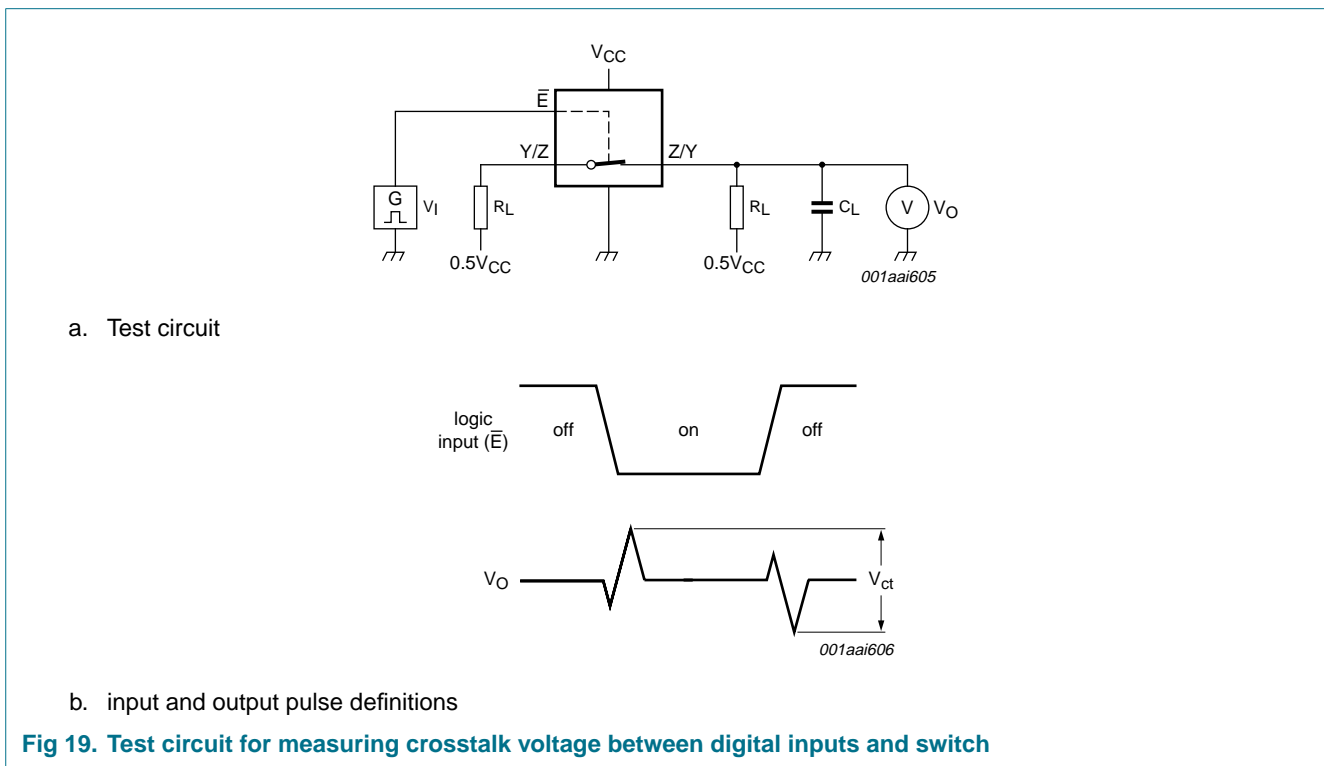 VCC
E̅
Y/Z
Z/Y
G
VI
RL
RL
CL
V
VO
0.5VCC
0.5VCC
001aai605
a. Test circuit
logic
input (E̅)
off
on
off
VO
Vct
001aai606
b. input and output pulse definitions
Fig 19. Test circuit for measuring crosstalk voltage between digital inputs and switch